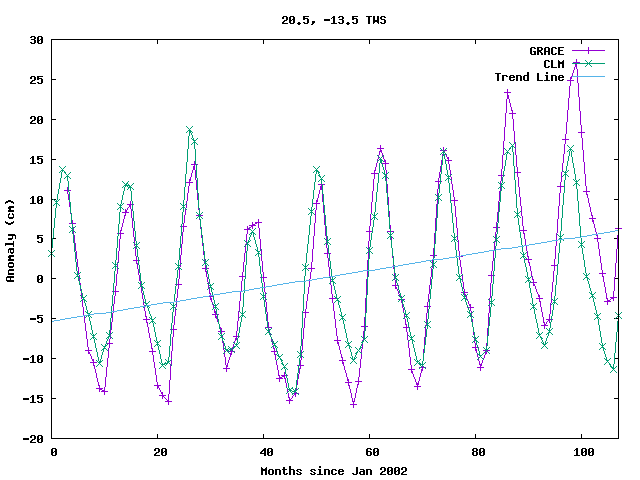 20.5, -13.5 TWS
GRACE
CLM
Trend Line
30
25
20
15
10
5
0
-5
-10
-15
-20
Anomaly (cm)
0 20 40 60 80 100
Months since Jan 2002